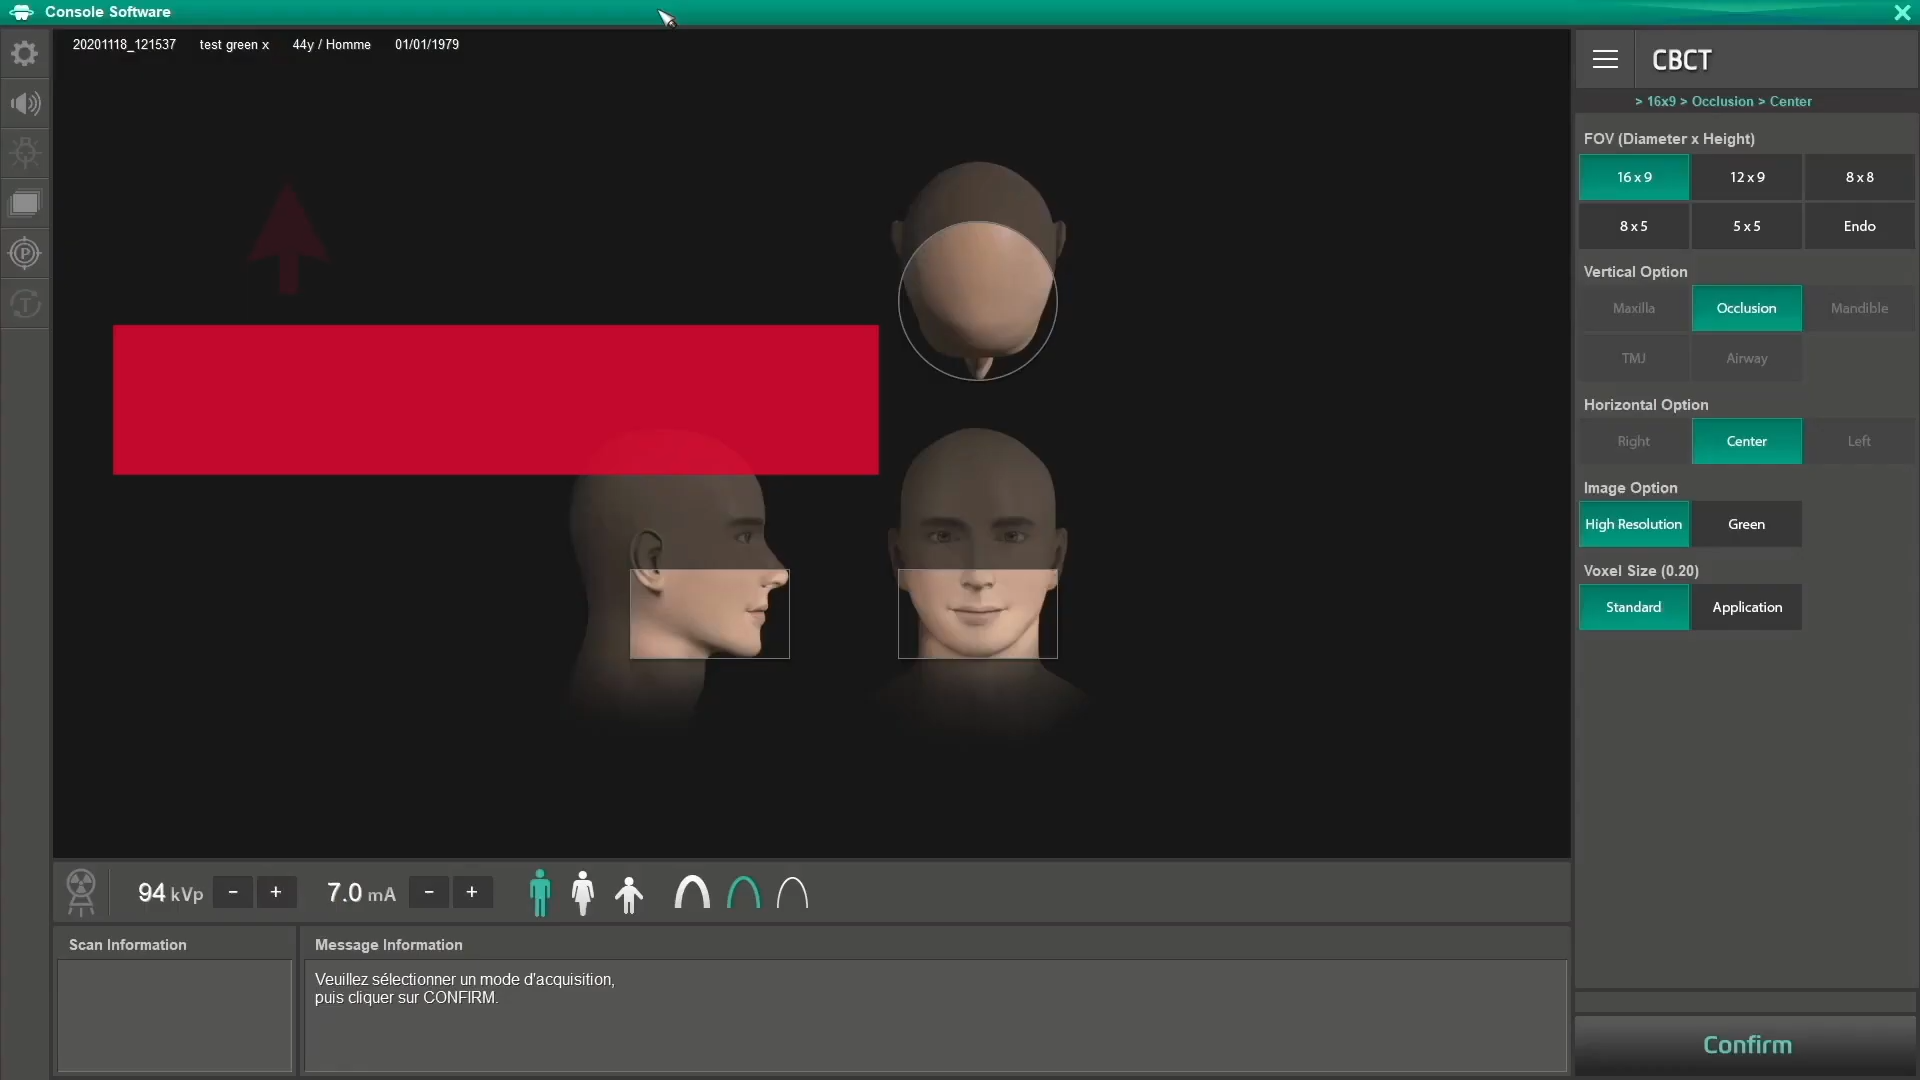 Console Software
20201118_121537 test green x 44y / Homme 01/01/1979
CBCT
> 16x9 > Occlusion > Center
FOV (Diameter x Height)
16 x 9 12 x 9 8 x 8
8 x 5 5 x 5 Endo
Vertical Option
Maxilla Occlusion Mandible
TMJ Airway
Horizontal Option
Right Center Left
Image Option
High Resolution Green
Voxel Size (0.20)
Standard Application
94 kVp - + 7.0 mA - +
Scan Information
Message Information
Veuillez sélectionner un mode d'acquisition,
puis cliquer sur CONFIRM.
Confirm
P
T